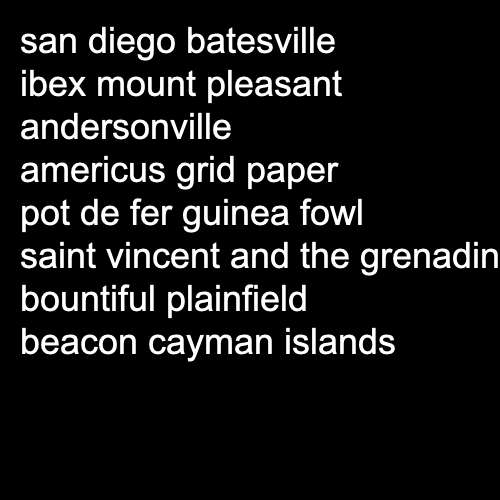 san diego batesville
ibex mount pleasant
andersonville
americus grid paper
pot de fer guinea fowl
saint vincent and the grenadin
bountiful plainfield
beacon cayman islands